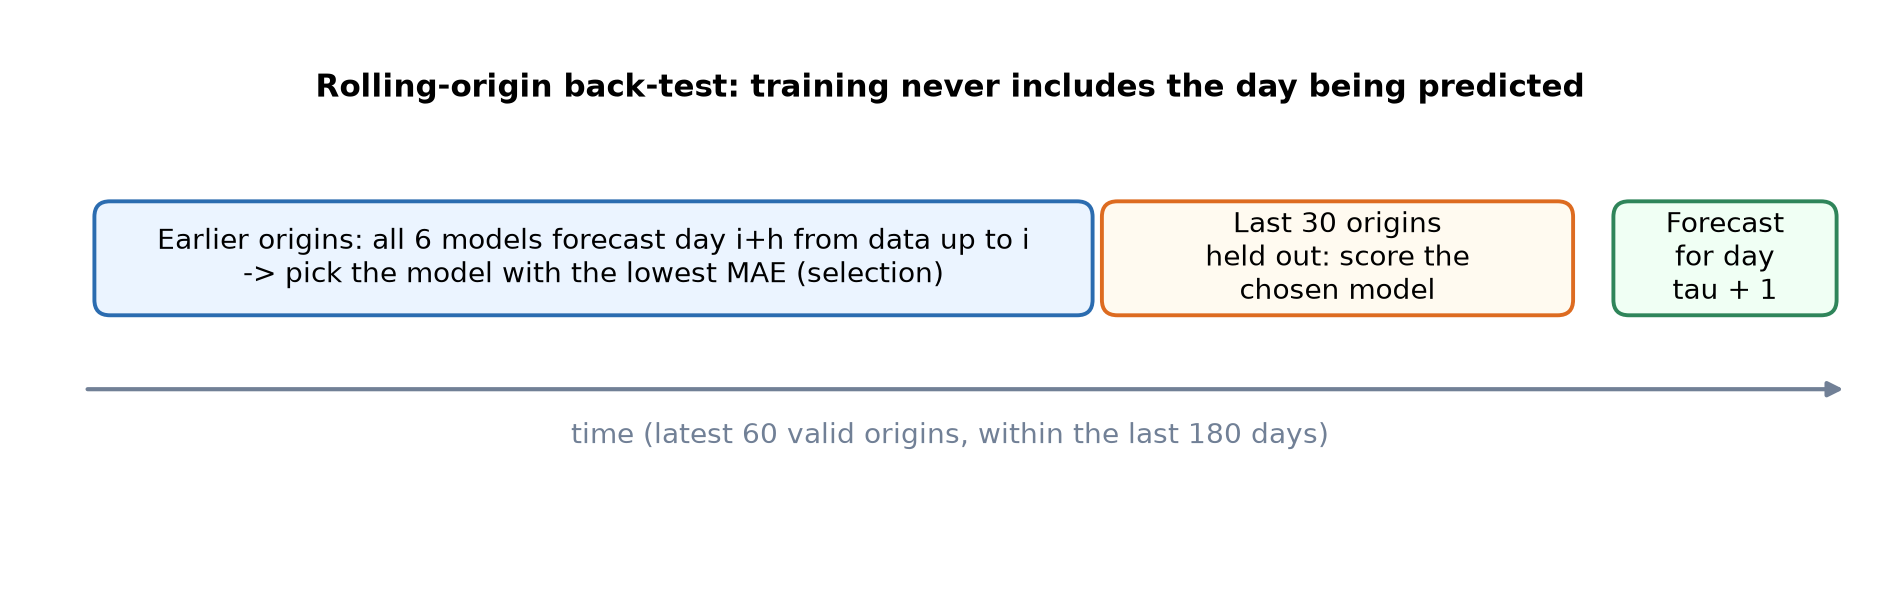 Rolling-origin back-test: training never includes the day being predicted
Earlier origins: all 6 models forecast day i+h from data up to i
-> pick the model with the lowest MAE (selection)
Last 30 origins
held out: score the
chosen model
Forecast
for day
tau + 1
time (latest 60 valid origins, within the last 180 days)